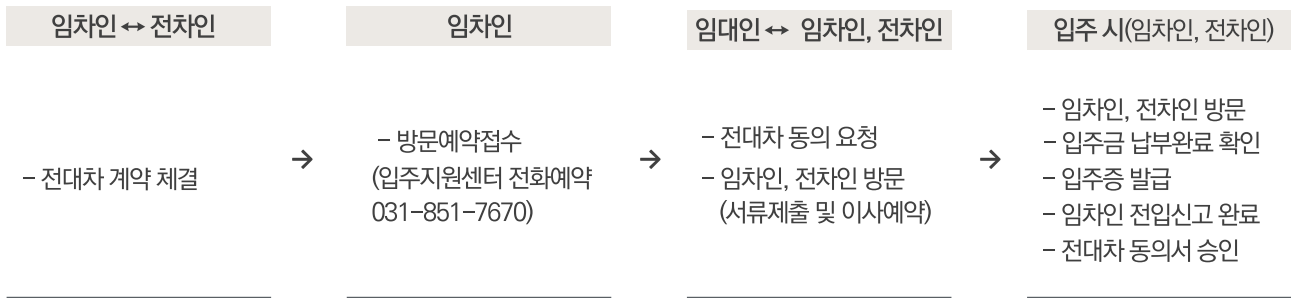 임차인 ↔ 전차인
- 전대차 계약 체결
→
임차인
- 방문예약접수
(입주지원센터 전화예약
031-851-7670)
→
임대인 ↔ 임차인, 전차인
- 전대차 동의 요청
- 임차인, 전차인 방문
(서류제출 및 이사예약)
→
입주 시(임차인, 전차인)
- 임차인, 전차인 방문
- 입주금 납부완료 확인
- 입주증 발급
- 임차인 전입신고 완료
- 전대차 동의서 승인